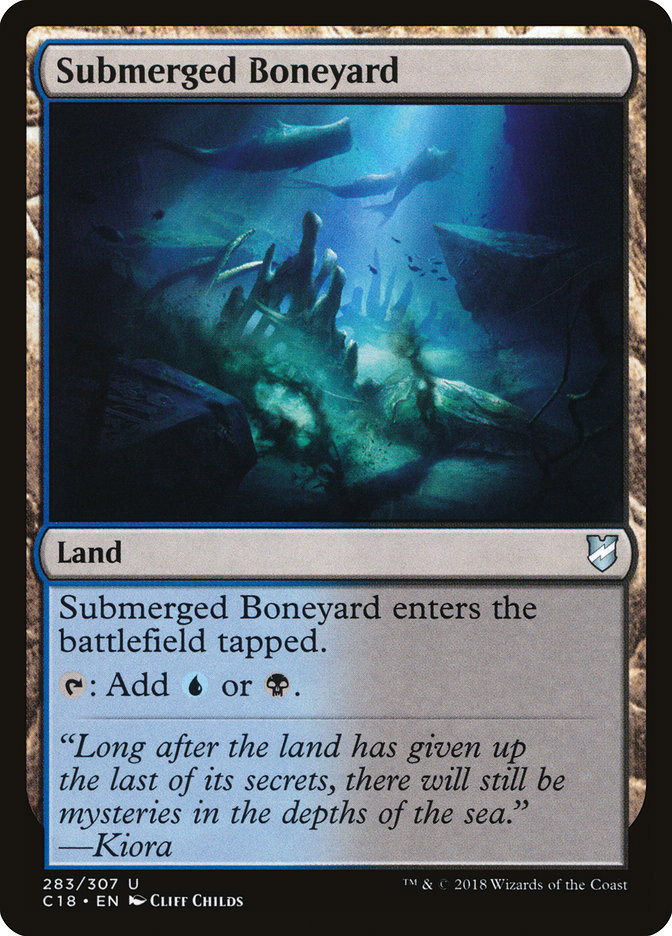 Submerged Boneyard
Land
Submerged Boneyard enters the
battlefield tapped.
: Add or .
“Long after the land has given up
the last of its secrets, there will still be
mysteries in the depths of the sea.”
—Kiora
283/307 U
C18 • EN Cliff Childs
™ & © 2018 Wizards of the Coast